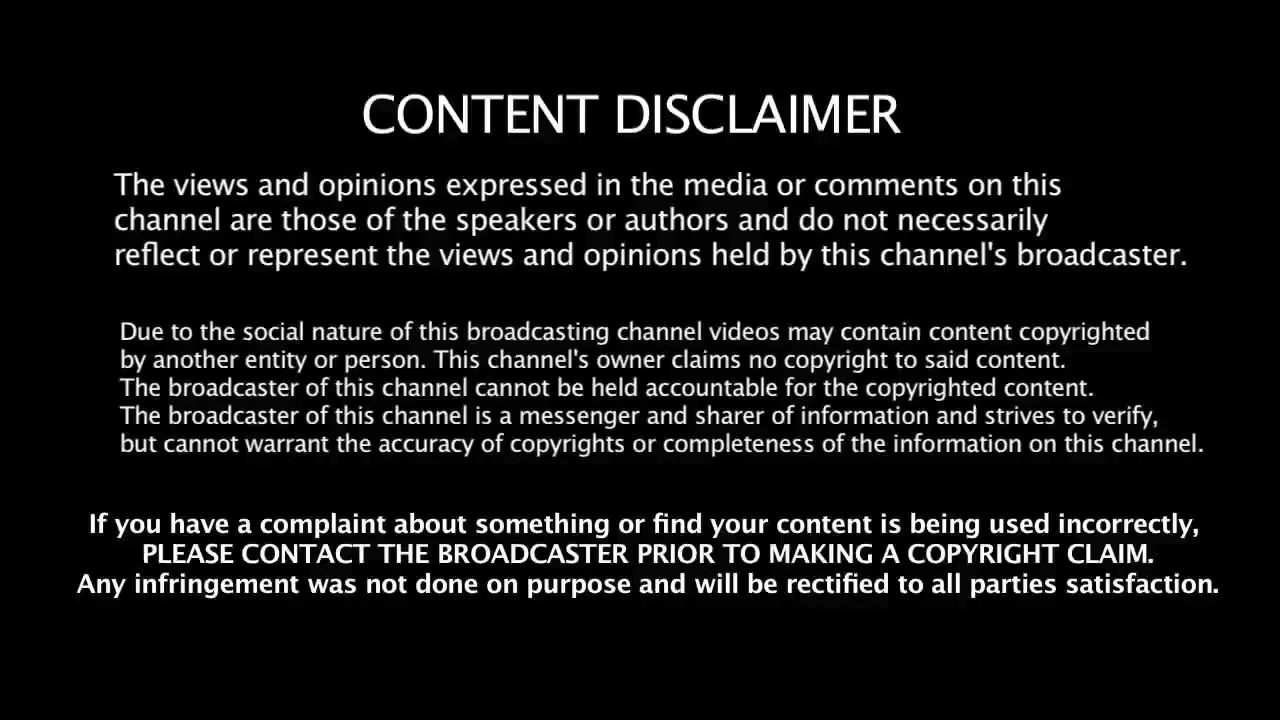 CONTENT DISCLAIMER
The views and opinions expressed in the media or comments on this
channel are those of the speakers or authors and do not necessarily
reflect or represent the views and opinions held by this channel's broadcaster.
Due to the social nature of this broadcasting channel videos may contain content copyrighted
by another entity or person. This channel's owner claims no copyright to said content.
The broadcaster of this channel cannot be held accountable for the copyrighted content.
The broadcaster of this channel is a messenger and sharer of information and strives to verify,
but cannot warrant the accuracy of copyrights or completeness of the information on this channel.
If you have a complaint about something or find your content is being used incorrectly,
PLEASE CONTACT THE BROADCASTER PRIOR TO MAKING A COPYRIGHT CLAIM.
Any infringement was not done on purpose and will be rectified to all parties satisfaction.